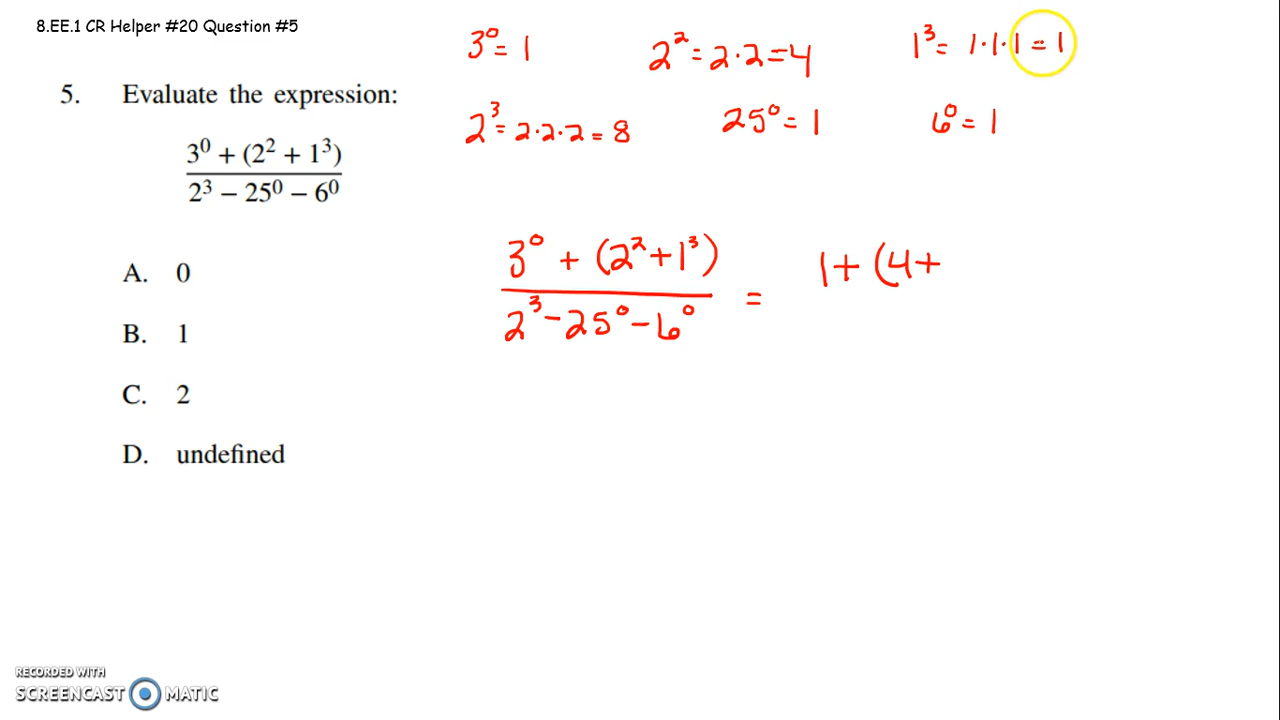 8.EE.1 CR Helper #20 Question #5
3⁰ = 1
2² = 2·2 = 4
1³ = 1·1·1 = 1
5. Evaluate the expression:
2³ = 2·2·2 = 8
25⁰ = 1
6⁰ = 1
3⁰ + (2² + 1³)
2³ − 25⁰ − 6⁰
3⁰ + (2² + 1³)
2³ − 25⁰ − 6⁰
=
1 + (4 +
A. 0
B. 1
C. 2
D. undefined
RECORDED WITH
SCREENCAST MATIC